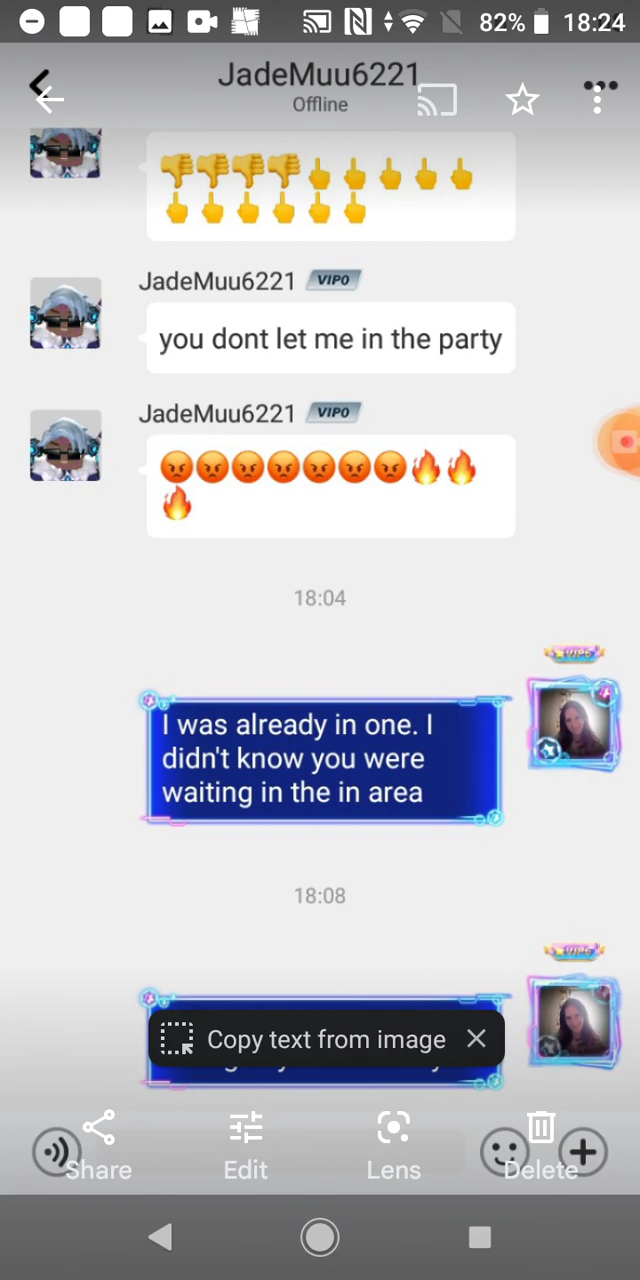 82% 18:24
JadeMuu6221
Offline
👎👎👎👎🖕🖕🖕🖕🖕
🖕🖕🖕🖕🖕🖕
JadeMuu6221 VIP0
you dont let me in the party
JadeMuu6221 VIP0
😡😡😡😡😡😡😡🔥🔥
🔥
18:04
VIP6
I was already in one. I
didn't know you were
waiting in the in area
18:08
VIP6
Copy text from image
Share Edit Lens Delete